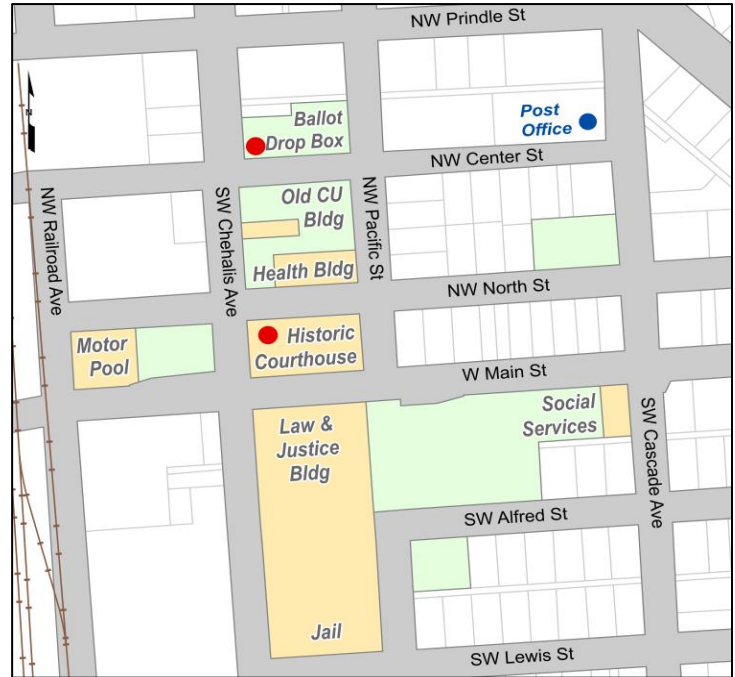 NW Prindle St
Ballot
Drop Box
Post
Office
NW Center St
NW Railroad Ave
SW Chehalis Ave
Old CU
Bldg
NW Pacific St
Health Bldg
NW North St
Motor
Pool
Historic
Courthouse
W Main St
Law &
Justice
Bldg
Social
Services
SW Cascade Ave
SW Alfred St
Jail
SW Lewis St